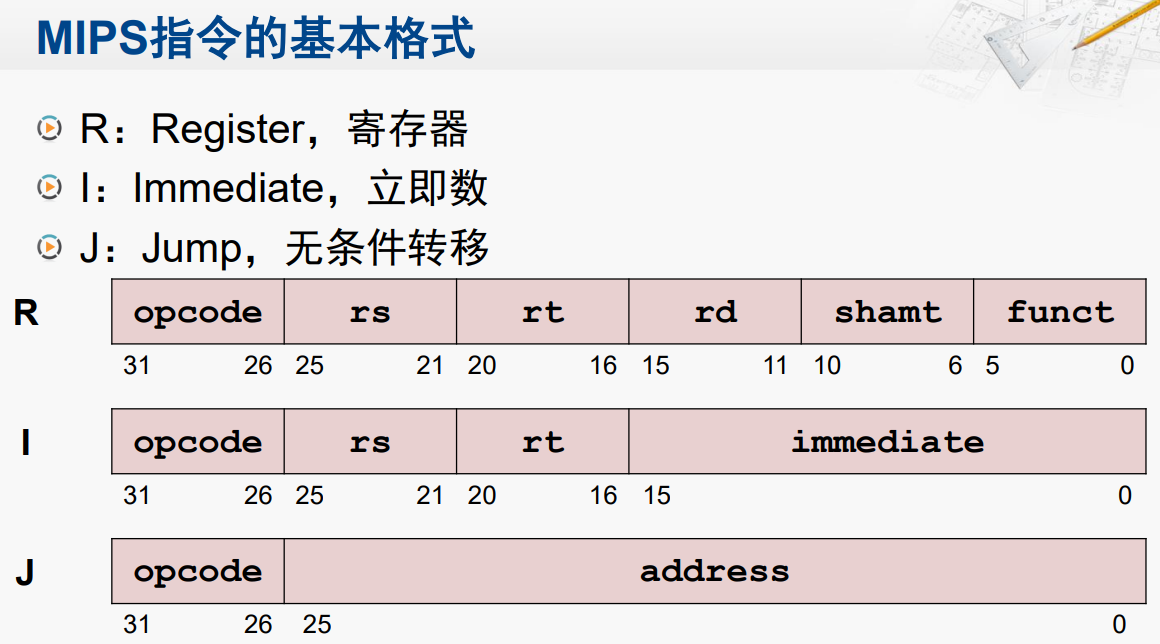 MIPS指令的基本格式
R：Register，寄存器
I：Immediate，立即数
J：Jump，无条件转移
R opcode rs rt rd shamt funct
31 26 25 21 20 16 15 11 10 6 5 0
I opcode rs rt immediate
31 26 25 21 20 16 15 0
J opcode address
31 26 25 0